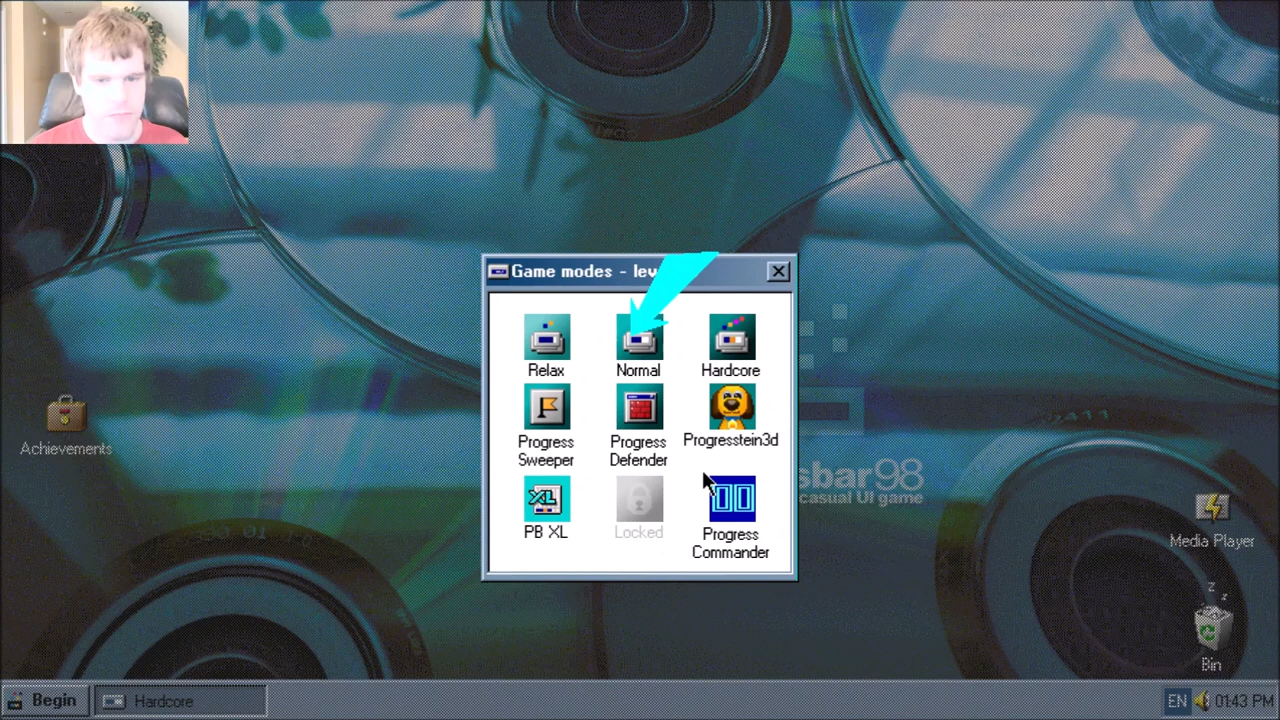 Game modes - lev
Relax
Normal
Hardcore
Progress
Sweeper
Progress
Defender
Progresstein3d
XL
PB XL
Locked
Progress
Commander
Achievements
sbar98
casual UI game
Media Player
Bin
Begin
Hardcore
EN
01:43 PM